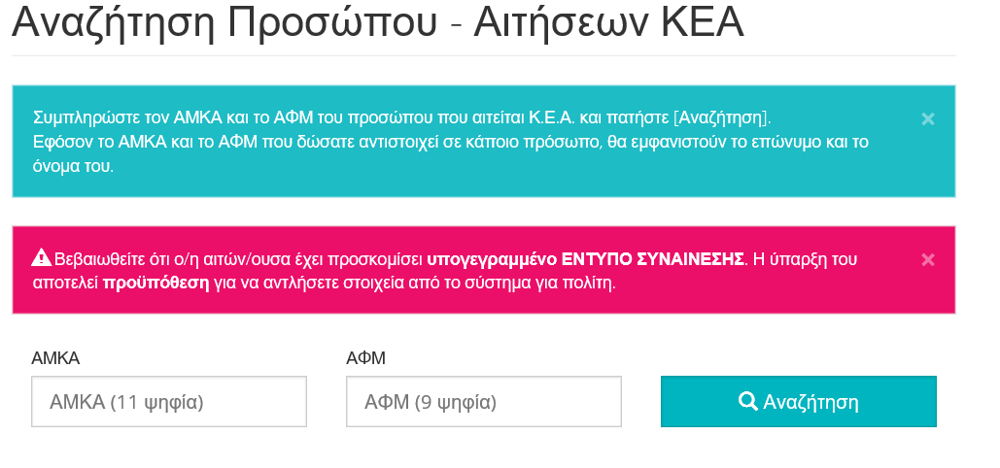 Αναζήτηση Προσώπου - Αιτήσεων ΚΕΑ
Συμπληρώστε τον ΑΜΚΑ και το ΑΦΜ του προσώπου που αιτείται Κ.Ε.Α. και πατήστε [Αναζήτηση].
Εφόσον το ΑΜΚΑ και το ΑΦΜ που δώσατε αντιστοιχεί σε κάποιο πρόσωπο, θα εμφανιστούν το επώνυμο και το
όνομα του.
Βεβαιωθείτε ότι ο/η αιτών/ουσα έχει προσκομίσει υπογεγραμμένο ΕΝΤΥΠΟ ΣΥΝΑΙΝΕΣΗΣ. Η ύπαρξη του
αποτελεί προϋπόθεση για να αντλήσετε στοιχεία από το σύστημα για πολίτη.
ΑΜΚΑ
ΑΦΜ
ΑΜΚΑ (11 ψηφία)
ΑΦΜ (9 ψηφία)
Αναζήτηση